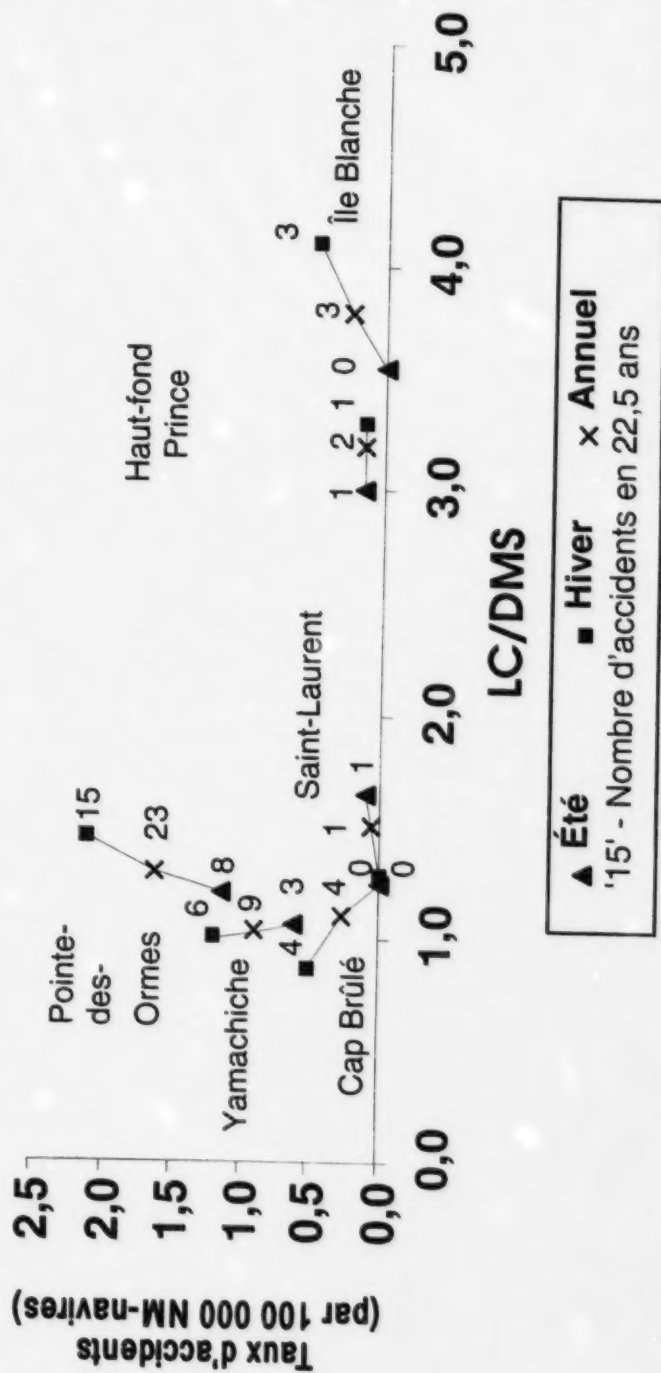 Taux d'accidents
(par 100 000 NM-navires)
2,5
2,0
1,5
1,0
0,5
0,0
Pointe-
des-
Ormes
15
23
8
Yamachiche
6
9
3
Cap Brûlé
4
4
0
0
Saint-Laurent
1
1
Haut-fond
Prince
1
2
1
Île Blanche
0
3
3
0,0 1,0 2,0 3,0 4,0 5,0
LC/DMS
▲ Été ■ Hiver × Annuel
'15' - Nombre d'accidents en 22,5 ans